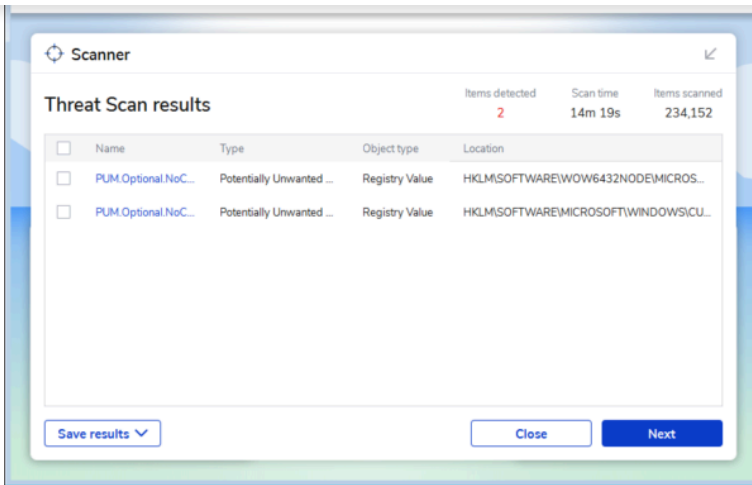 Scanner
Threat Scan results
Items detected Scan time Items scanned
2 14m 19s 234,152
Name Type Object type Location
PUM.Optional.NoC... Potentially Unwanted ... Registry Value HKLM\SOFTWARE\WOW6432NODE\MICROS...
PUM.Optional.NoC... Potentially Unwanted ... Registry Value HKLM\SOFTWARE\MICROSOFT\WINDOWS\CU...
Save results Close Next